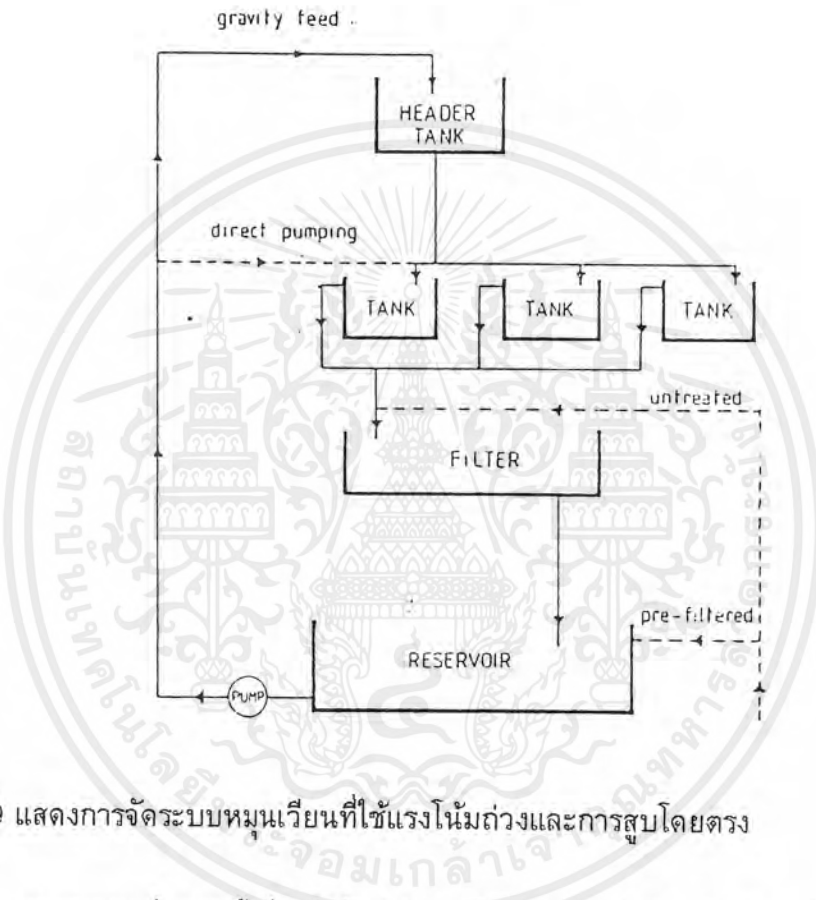 gravity feed
HEADER
TANK
direct pumping
TANK
TANK
TANK
untreated
FILTER
pre-filtered
RESERVOIR
PUMP
แสดงการจัดระบบหมุนเวียนที่ใช้แรงโน้มถ่วงและการสูบโดยตรง